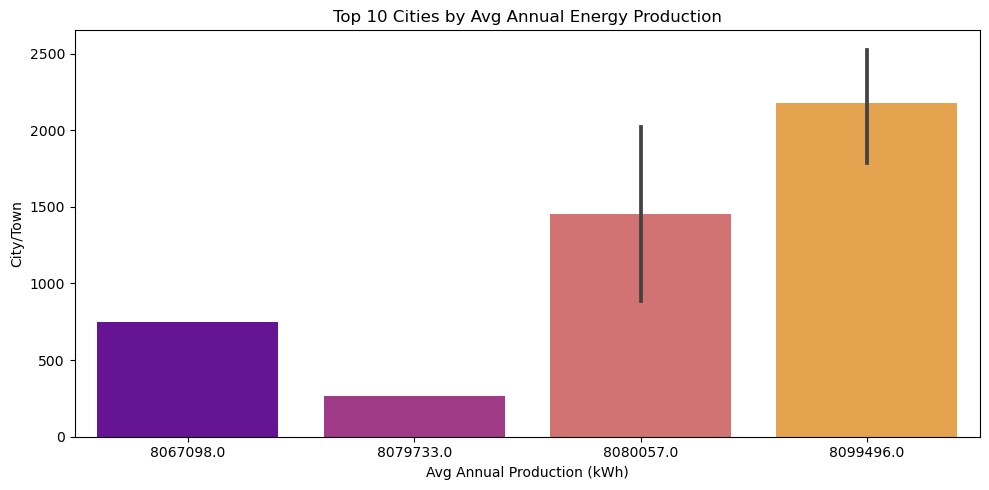 Top 10 Cities by Avg Annual Energy Production
City/Town
2500
2000
1500
1000
500
0
8067098.0 8079733.0 8080057.0 8099496.0
Avg Annual Production (kWh)